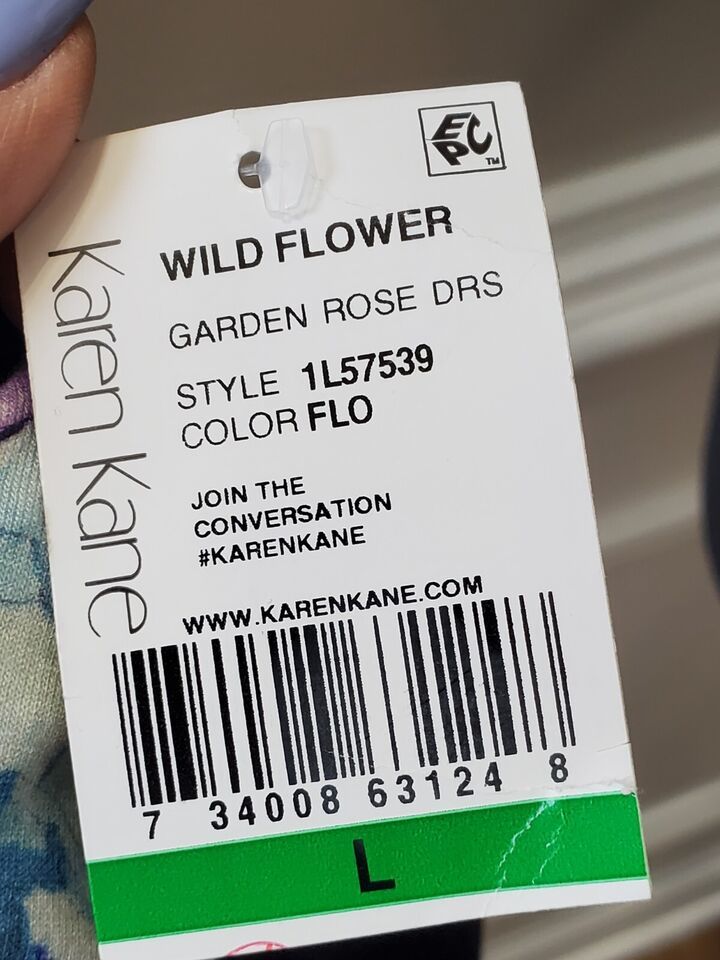 Karen Kane
EPC
TM
WILD FLOWER
GARDEN ROSE DRS
STYLE 1L57539
COLOR FLO
JOIN THE
CONVERSATION
#KARENKANE
WWW.KARENKANE.COM
7 34008 63124 8
L